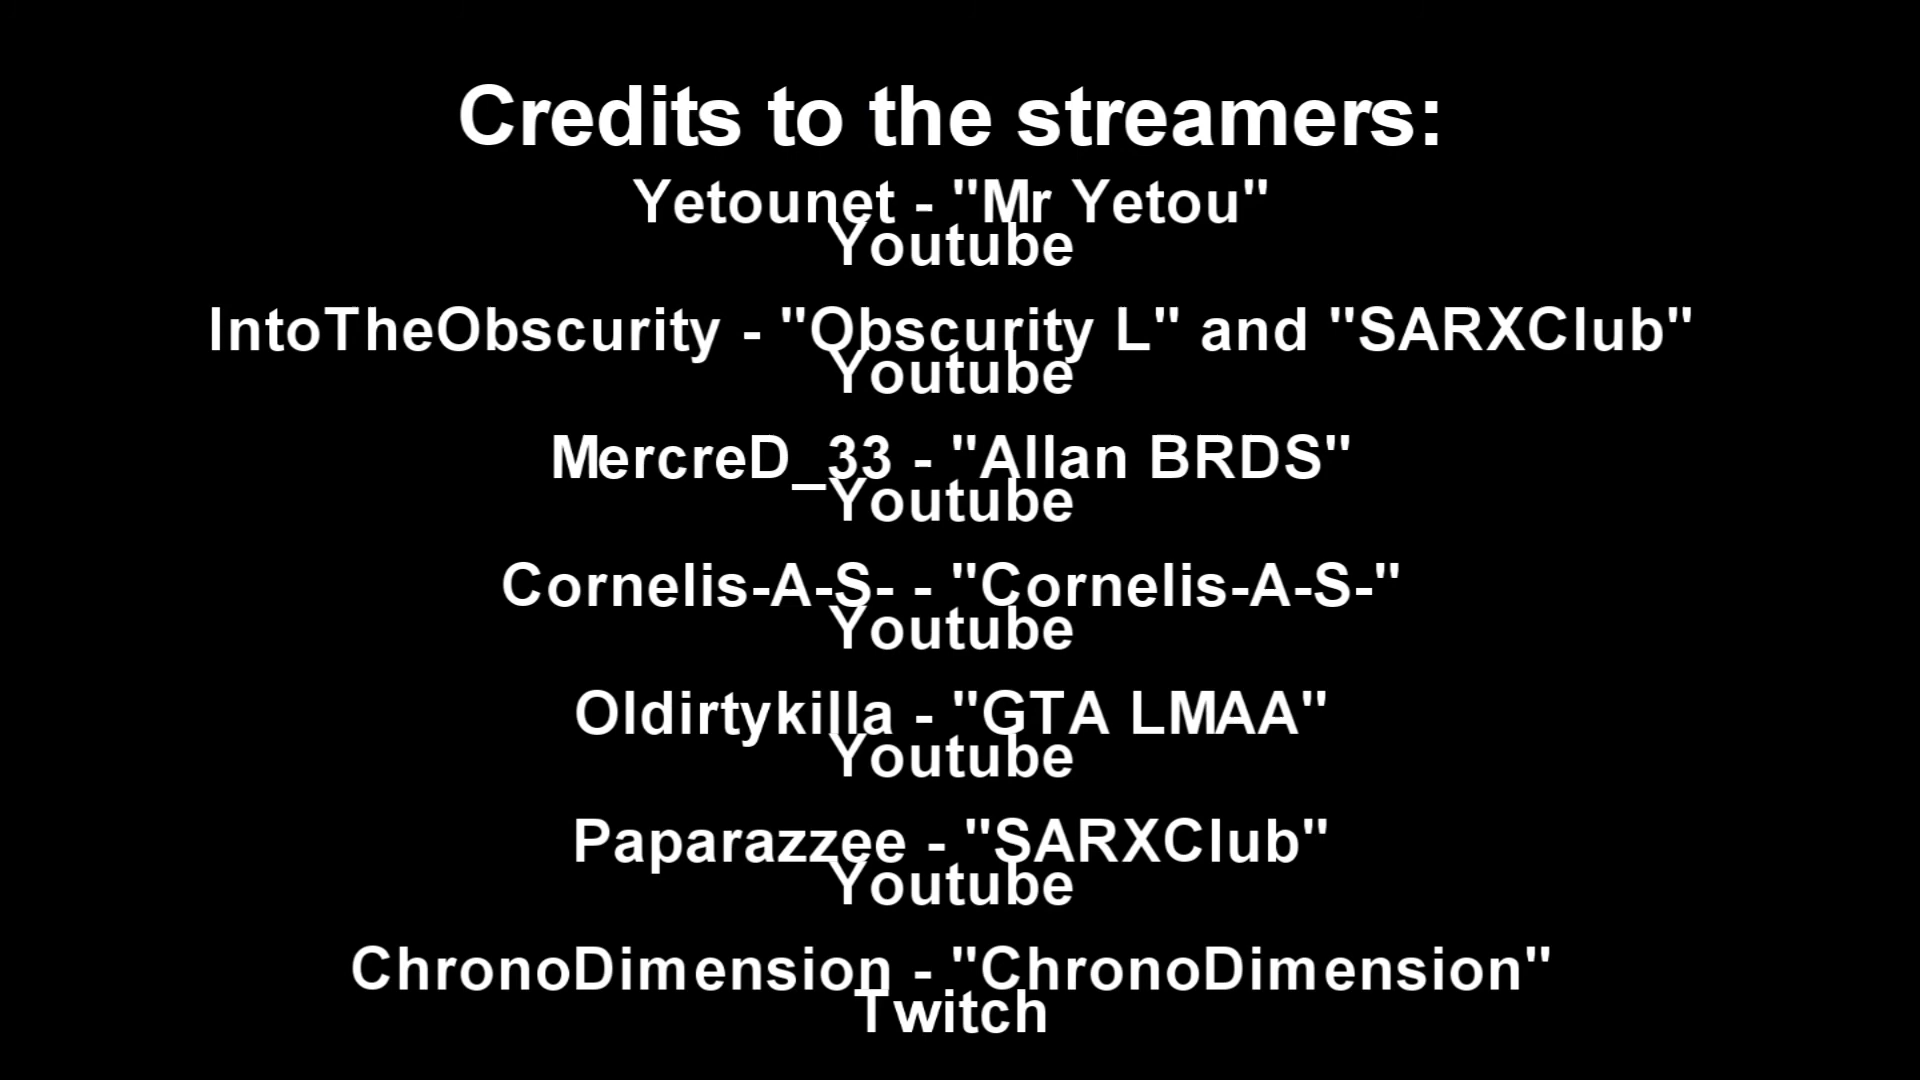 Credits to the streamers:
Yetounet - "Mr Yetou"
Youtube
IntoTheObscurity - "Obscurity L" and "SARXClub"
Youtube
MercreD_33 - "Allan BRDS"
Youtube
Cornelis-A-S- - "Cornelis-A-S-"
Youtube
Oldirtykilla - "GTA LMAA"
Youtube
Paparazzee - "SARXClub"
Youtube
ChronoDimension - "ChronoDimension"
Twitch